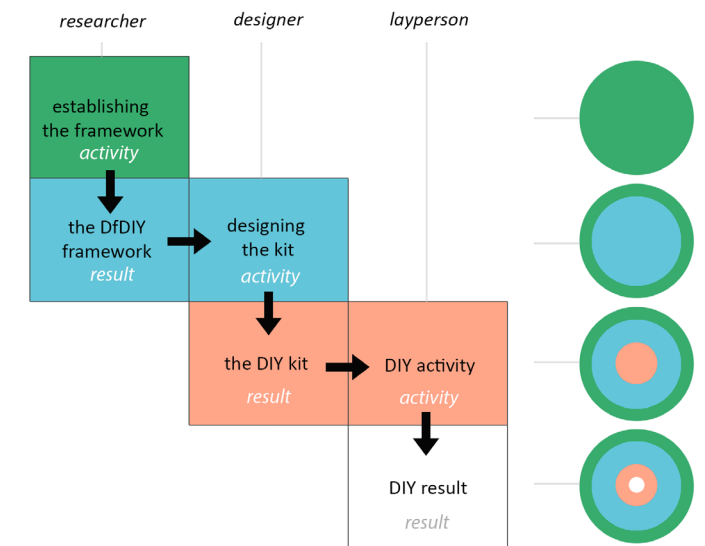 researcher
designer
layperson
establishing
the framework
activity
the DfDIY
framework
result
designing
the kit
activity
the DIY kit
result
DIY activity
activity
DIY result
result